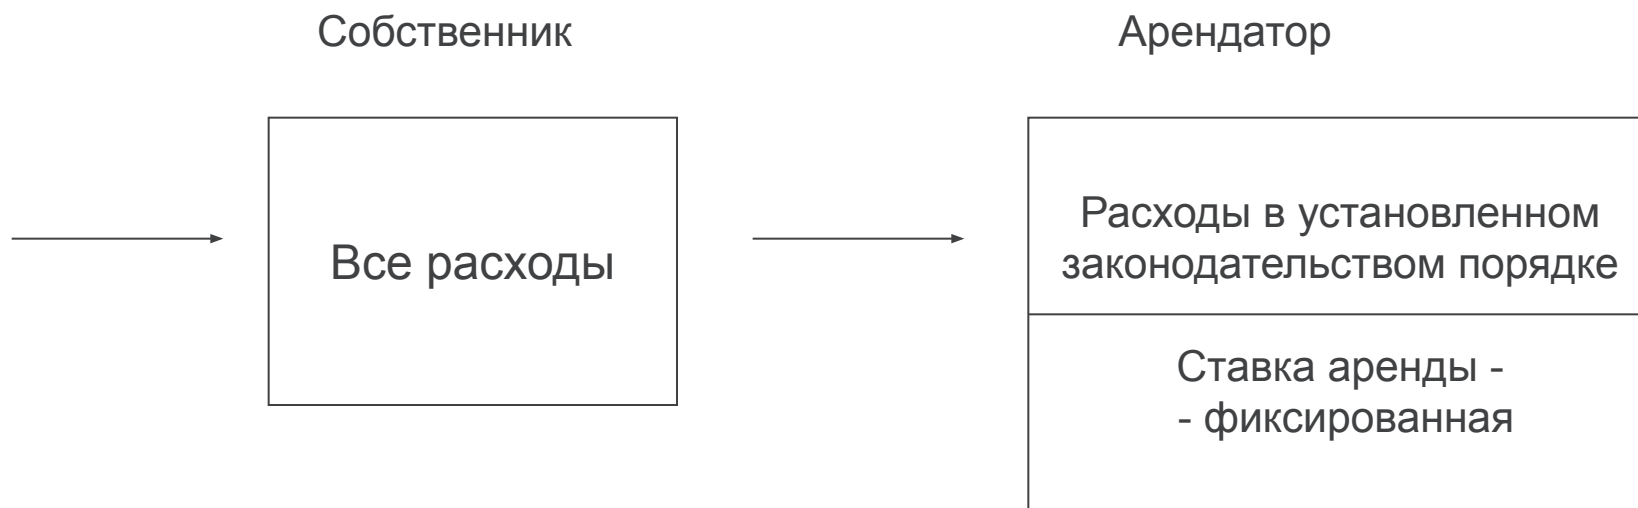 Собственник
Арендатор
Все расходы
Расходы в установленном
законодательством порядке
Ставка аренды -
- фиксированная